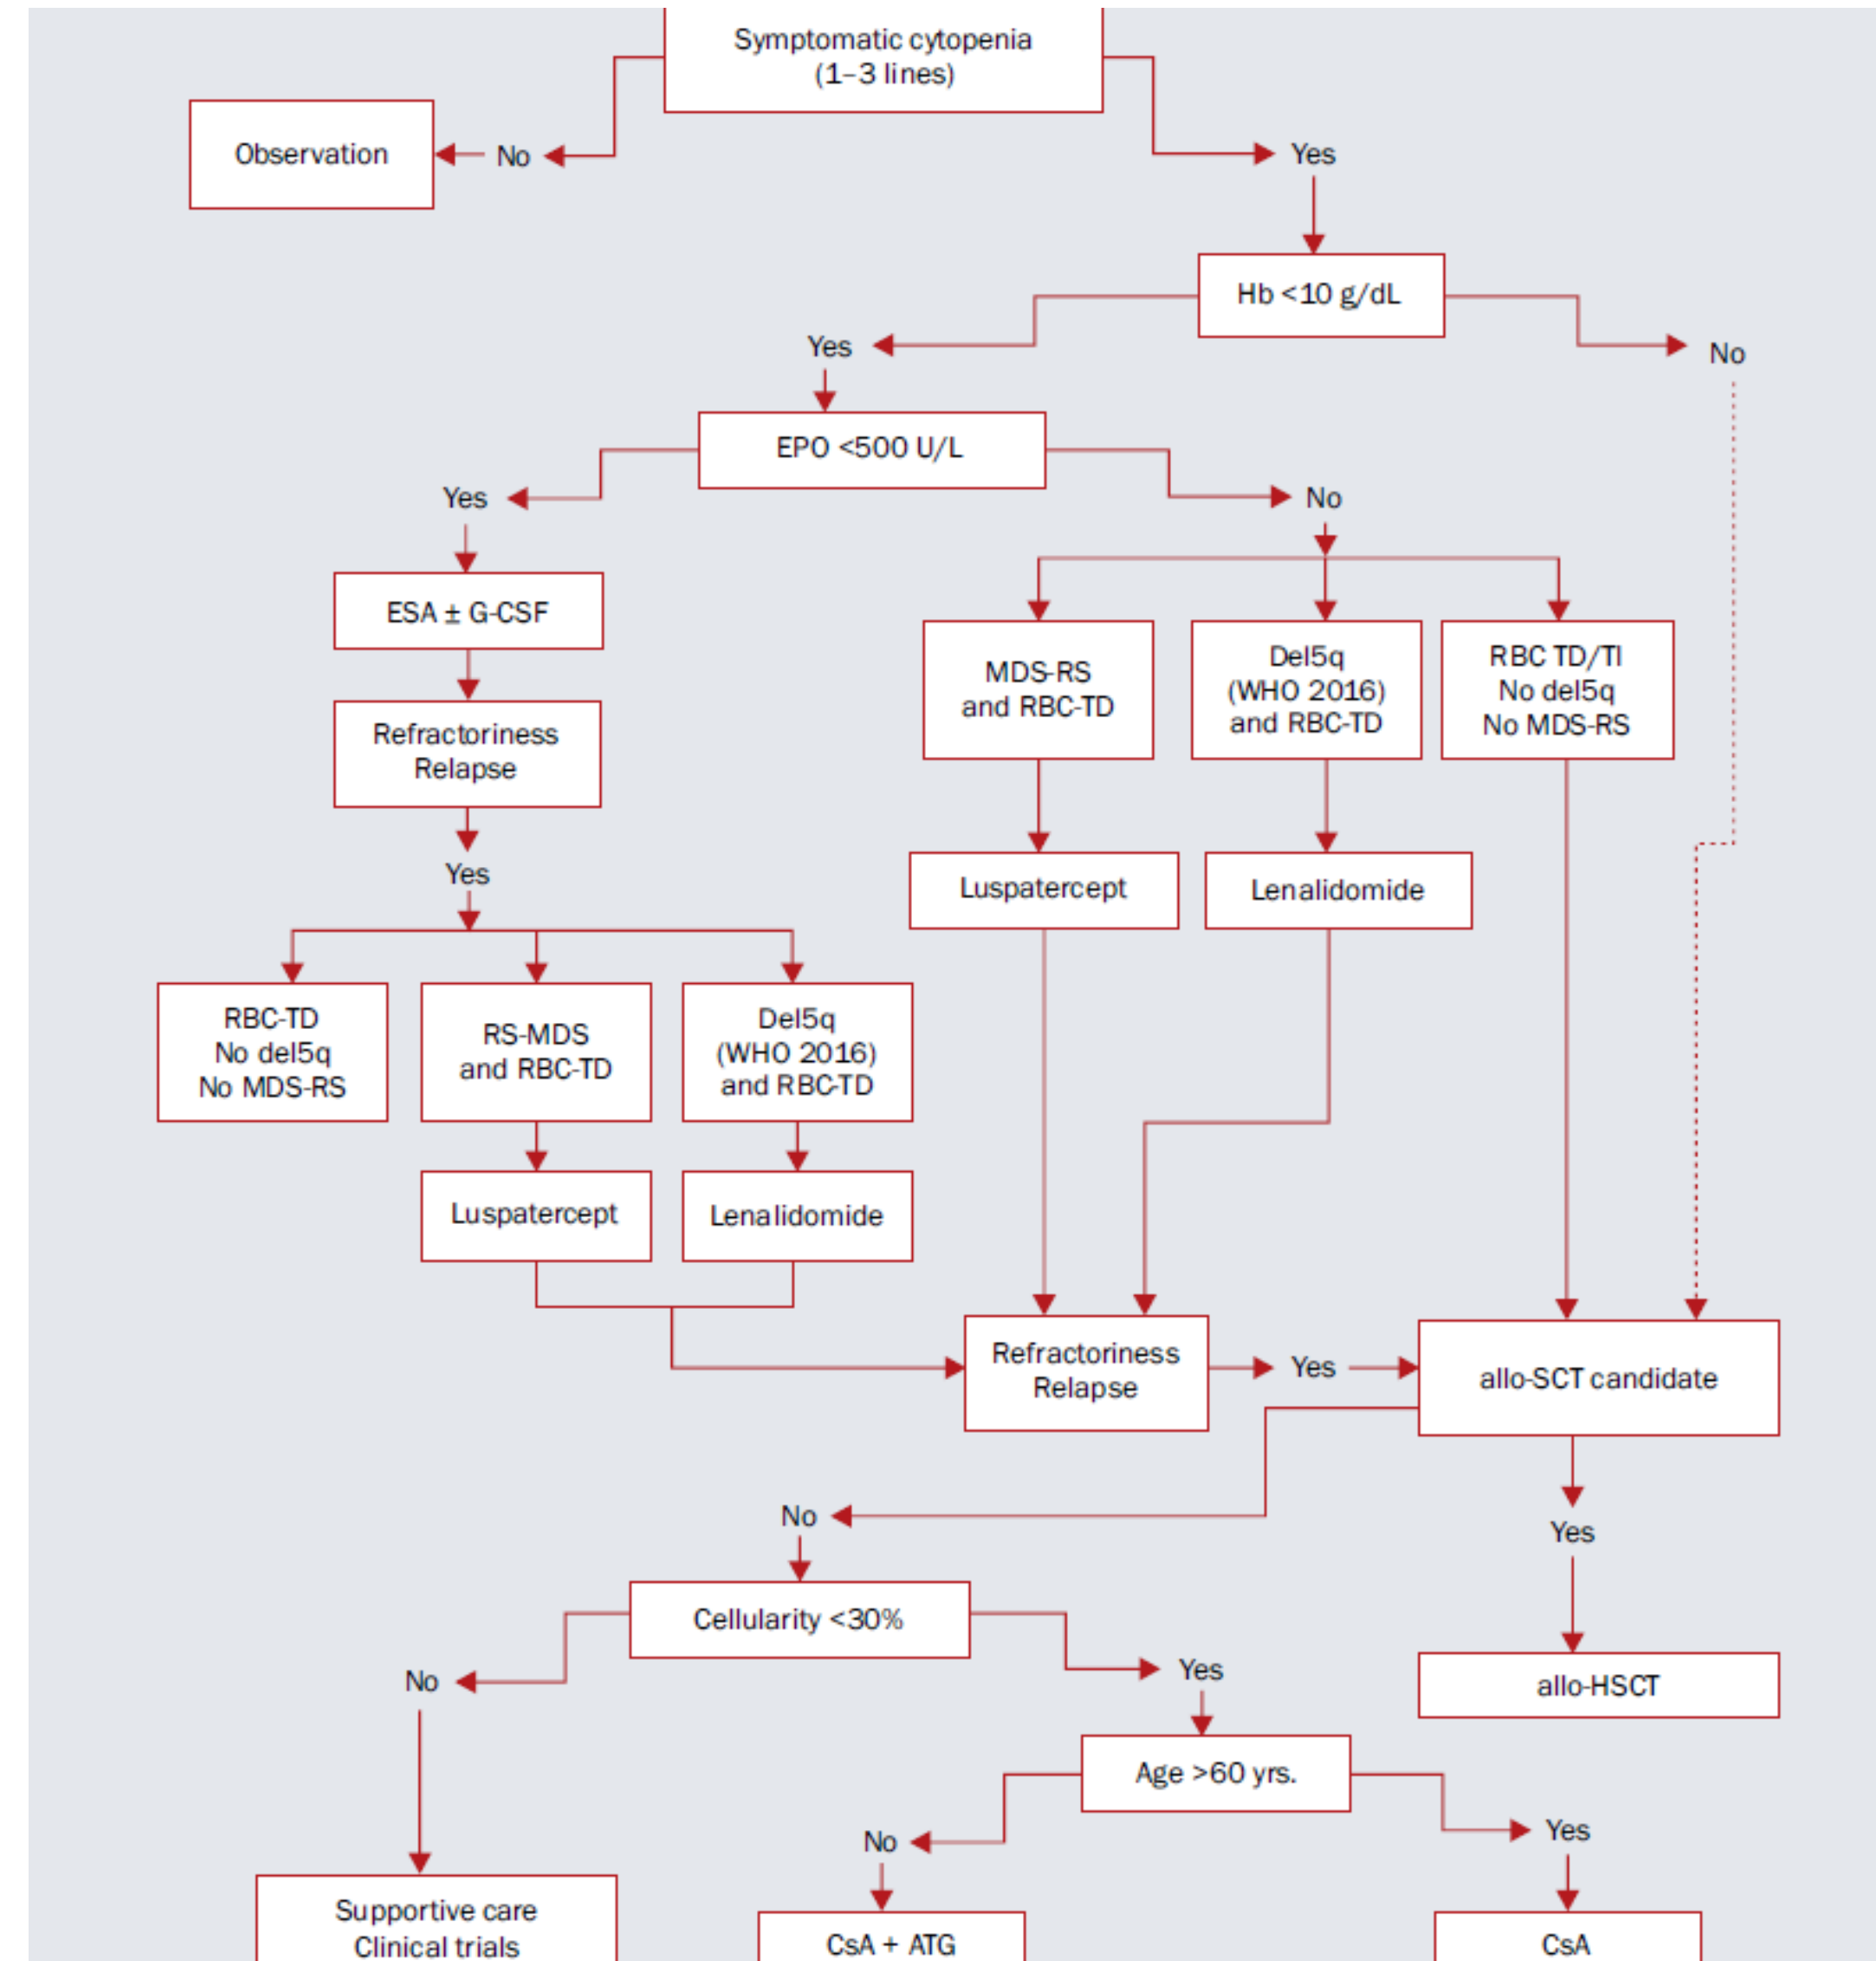 Symptomatic cytopenia
(1–3 lines)
Observation
No
Yes
Hb <10 g/dL
Yes
No
EPO <500 U/L
Yes
No
ESA ± G-CSF
MDS-RS
and RBC-TD
Del5q
(WHO 2016)
and RBC-TD
RBC TD/TI
No del5q
No MDS-RS
Refractoriness
Relapse
Yes
Luspatercept
Lenalidomide
RBC-TD
No del5q
No MDS-RS
RS-MDS
and RBC-TD
Del5q
(WHO 2016)
and RBC-TD
Luspatercept
Lenalidomide
Refractoriness
Relapse
Yes
allo-SCT candidate
No
Yes
Cellularity <30%
No
Yes
allo-HSCT
Age >60 yrs.
No
Yes
Supportive care
Clinical trials
CsA + ATG
CsA